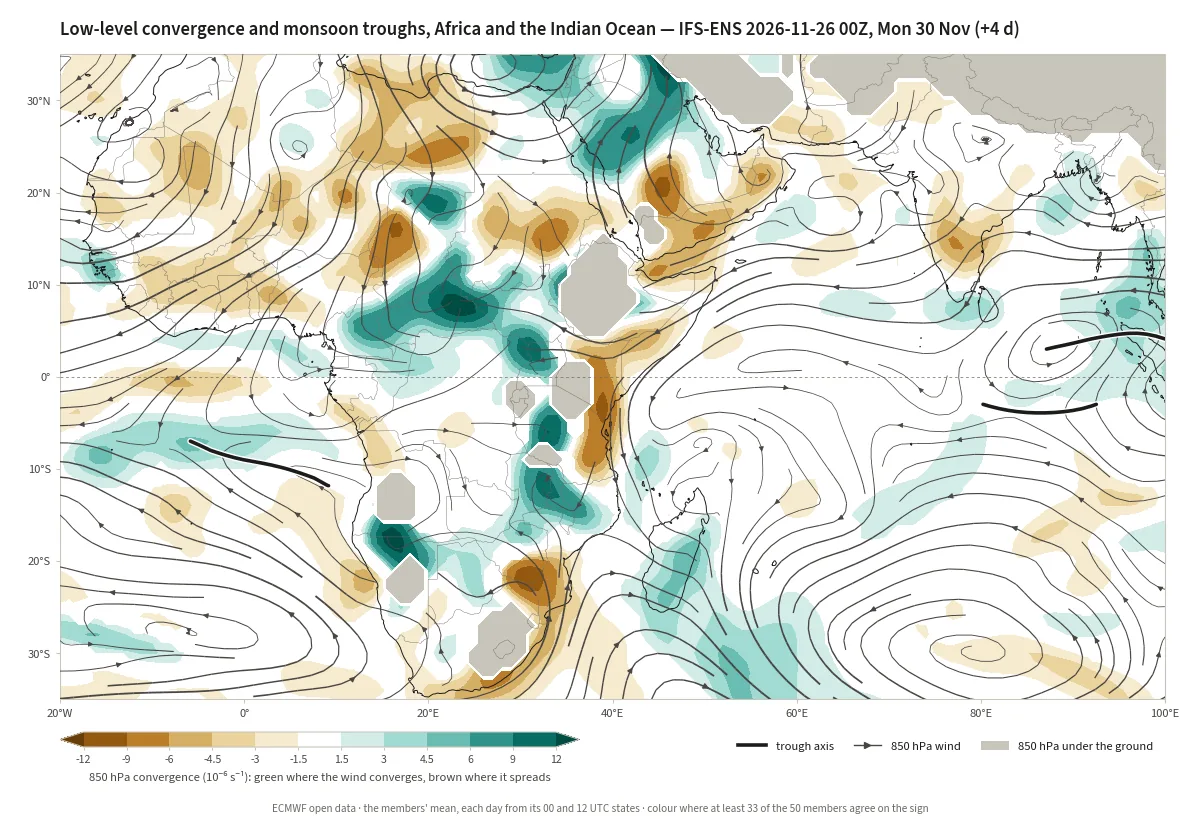 Low-level convergence and monsoon troughs, Africa and the Indian Ocean — IFS-ENS 2026-11-26 00Z, Mon 30 Nov (+4 d)
30°N
20°N
10°N
0°
10°S
20°S
30°S
20°W 0° 20°E 40°E 60°E 80°E 100°E
-12 -9 -6 -4.5 -3 -1.5 1.5 3 4.5 6 9 12
850 hPa convergence (10⁻⁶ s⁻¹): green where the wind converges, brown where it spreads
trough axis 850 hPa wind 850 hPa under the ground
ECMWF open data · the members' mean, each day from its 00 and 12 UTC states · colour where at least 33 of the 50 members agree on the sign